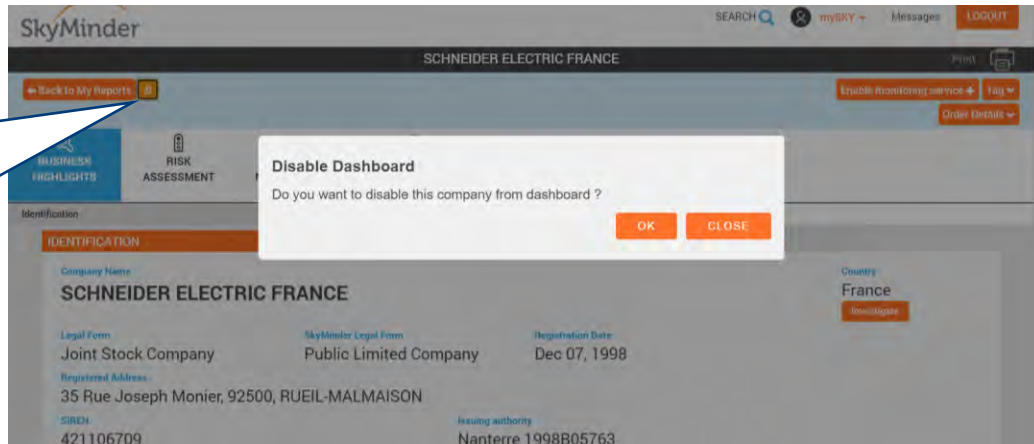 SkyMinder
SEARCH mySKY Messages LOGOUT
SCHNEIDER ELECTRIC FRANCE Print
Back to My Reports Enable monitoring service Tag
Order Details
BUSINESS HIGHLIGHTS
RISK ASSESSMENT
Disable Dashboard
Do you want to disable this company from dashboard ?
OK CLOSE
Identification
IDENTIFICATION
Company Name Country
SCHNEIDER ELECTRIC FRANCE France
Investigate
Legal Form SkyMinder Legal Form Registration Date
Joint Stock Company Public Limited Company Dec 07, 1998
Registered Address
35 Rue Joseph Monier, 92500, RUEIL-MALMAISON
SIREN Issuing authority
421106709 Nanterre 1998B05763